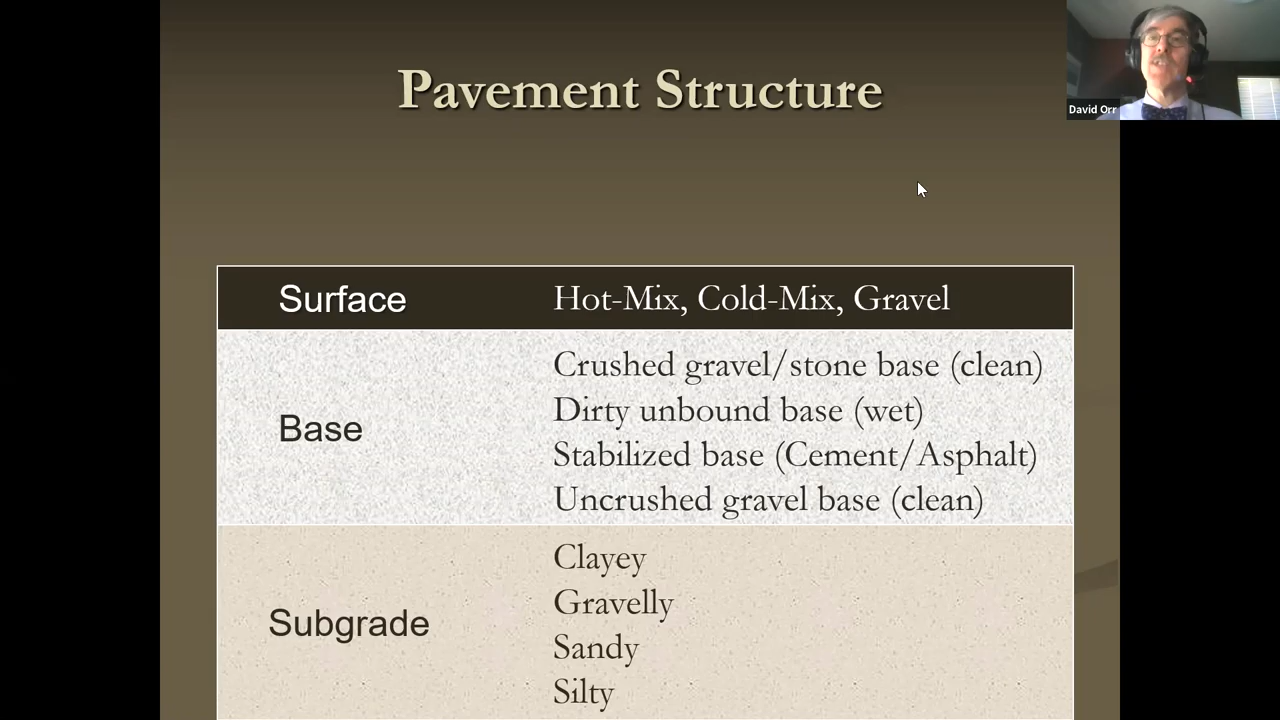 Pavement Structure
David Orr
Surface
Hot-Mix, Cold-Mix, Gravel
Base
Crushed gravel/stone base (clean)
Dirty unbound base (wet)
Stabilized base (Cement/Asphalt)
Uncrushed gravel base (clean)
Subgrade
Clayey
Gravelly
Sandy
Silty